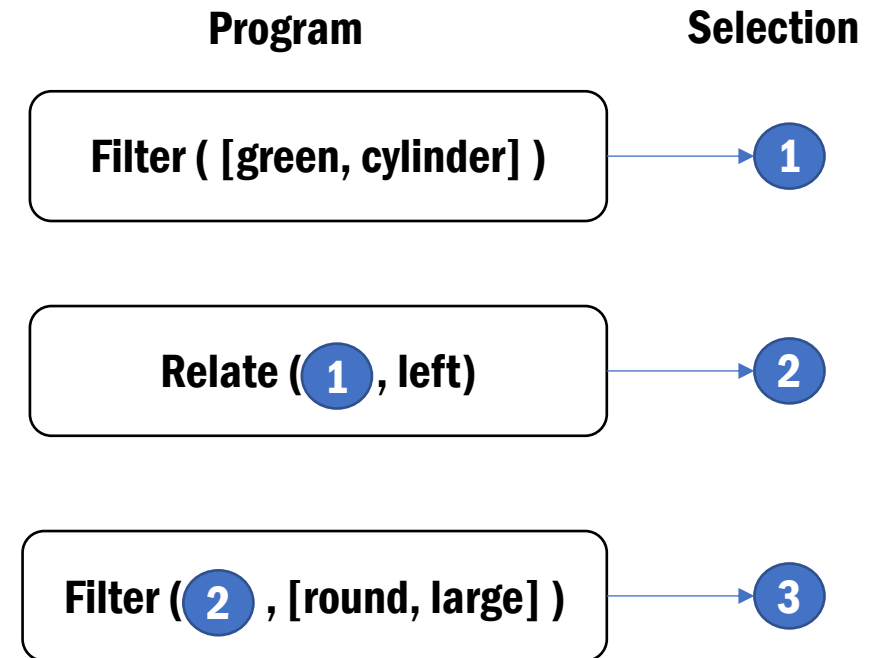 Program Selection
Filter ( [green, cylinder] ) 1
Relate ( 1 , left) 2
Filter ( 2 , [round, large] ) 3